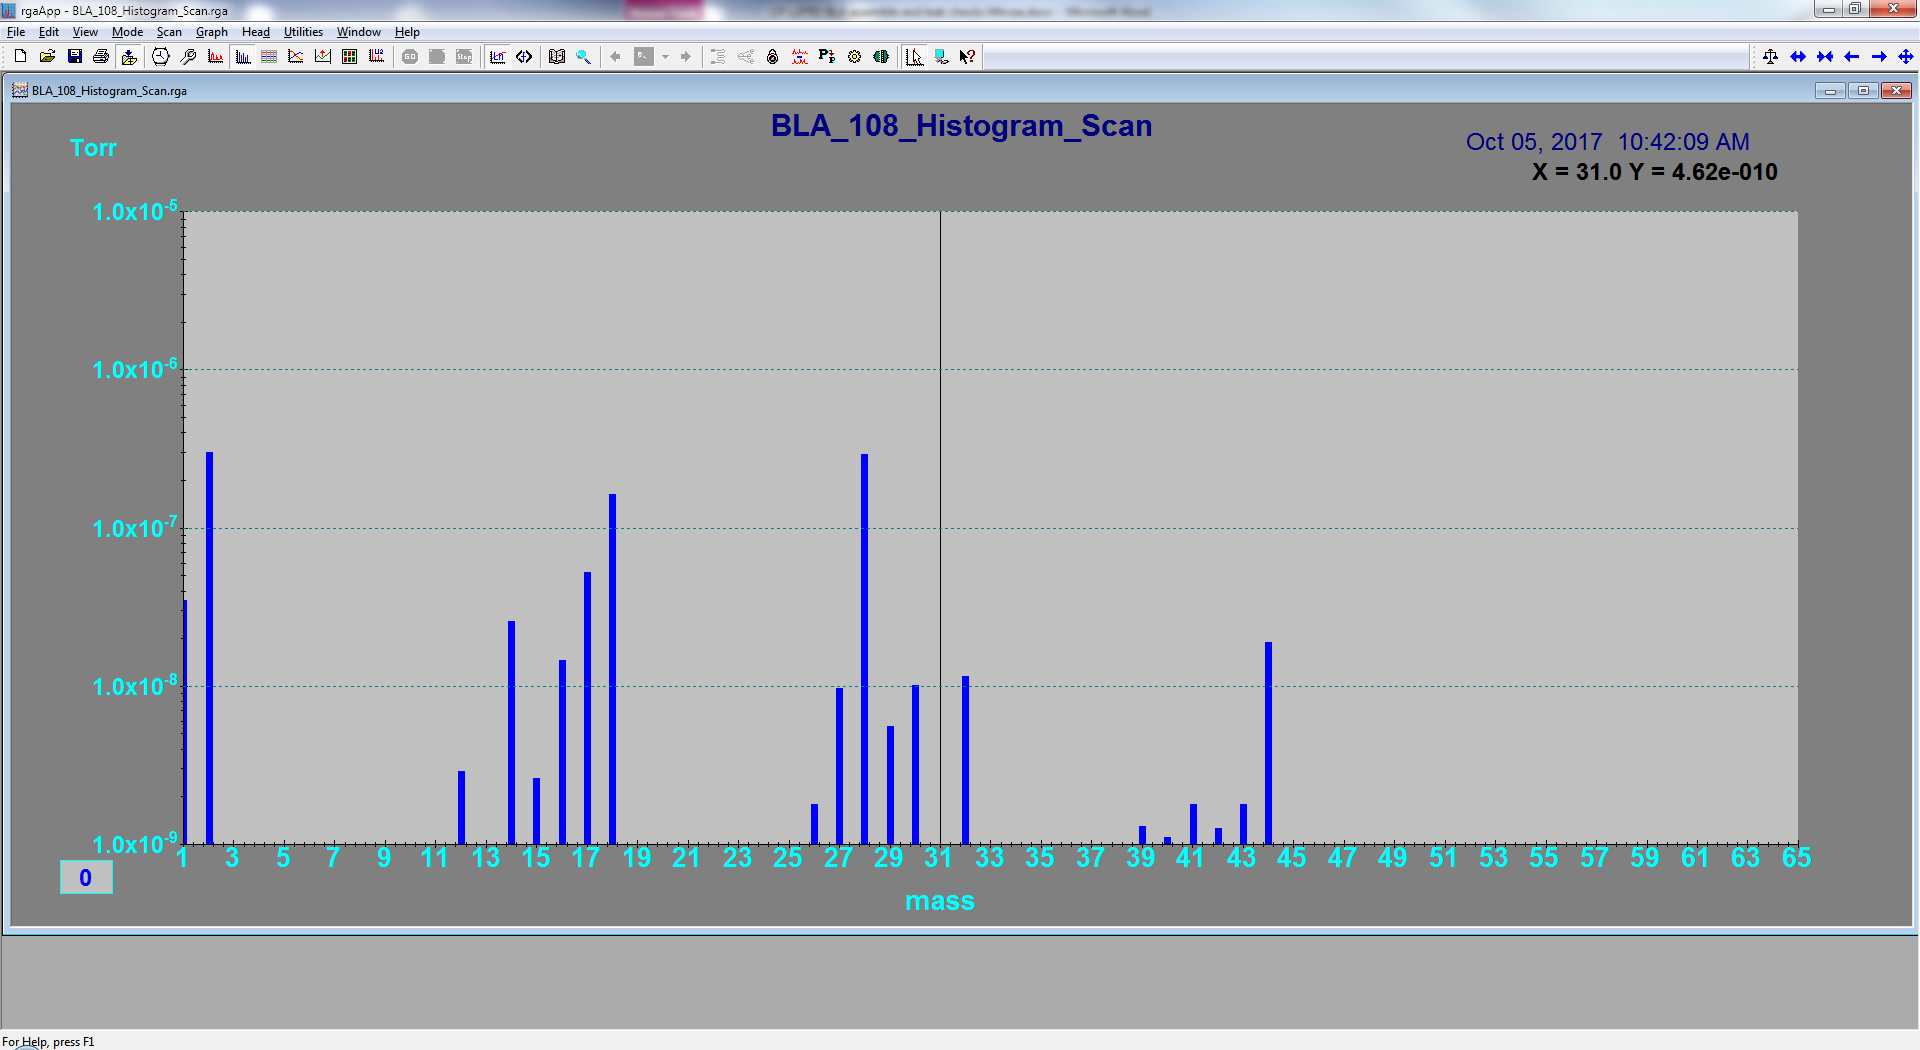 rgaApp - BLA_108_Histogram_Scan.rga
File Edit View Mode Scan Graph Head Utilities Window Help
BLA_108_Histogram_Scan.rga
BLA_108_Histogram_Scan
Torr
Oct 05, 2017 10:42:09 AM
X = 31.0 Y = 4.62e-010
1.0x10-5
1.0x10-6
1.0x10-7
1.0x10-8
1.0x10-9
1 3 5 7 9 11 13 15 17 19 21 23 25 27 29 31 33 35 37 39 41 43 45 47 49 51 53 55 57 59 61 63 65
0
mass
For Help, press F1